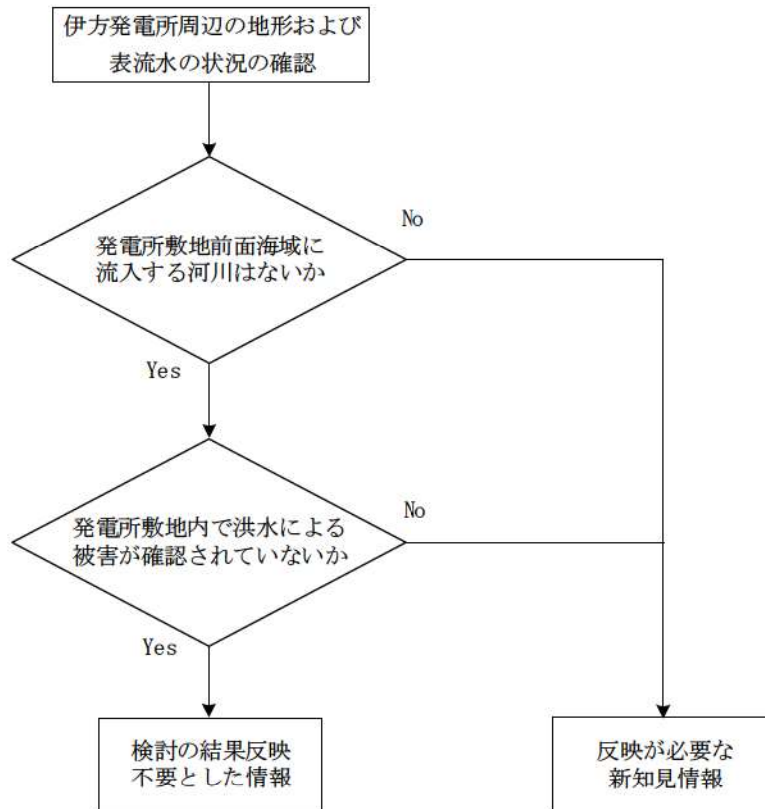 伊方発電所周辺の地形および
表流水の状況の確認
No
発電所敷地前面海域に
流入する河川はないか
Yes
No
発電所敷地内で洪水による
被害が確認されていないか
Yes
検討の結果反映
不要とした情報
反映が必要な
新知見情報